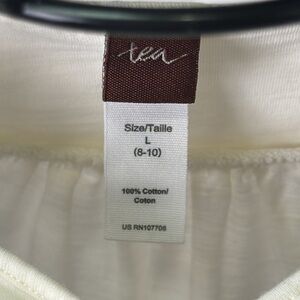 tea
Size/Taille
L
(8-10)
100% Cotton/
Coton
US RN107706